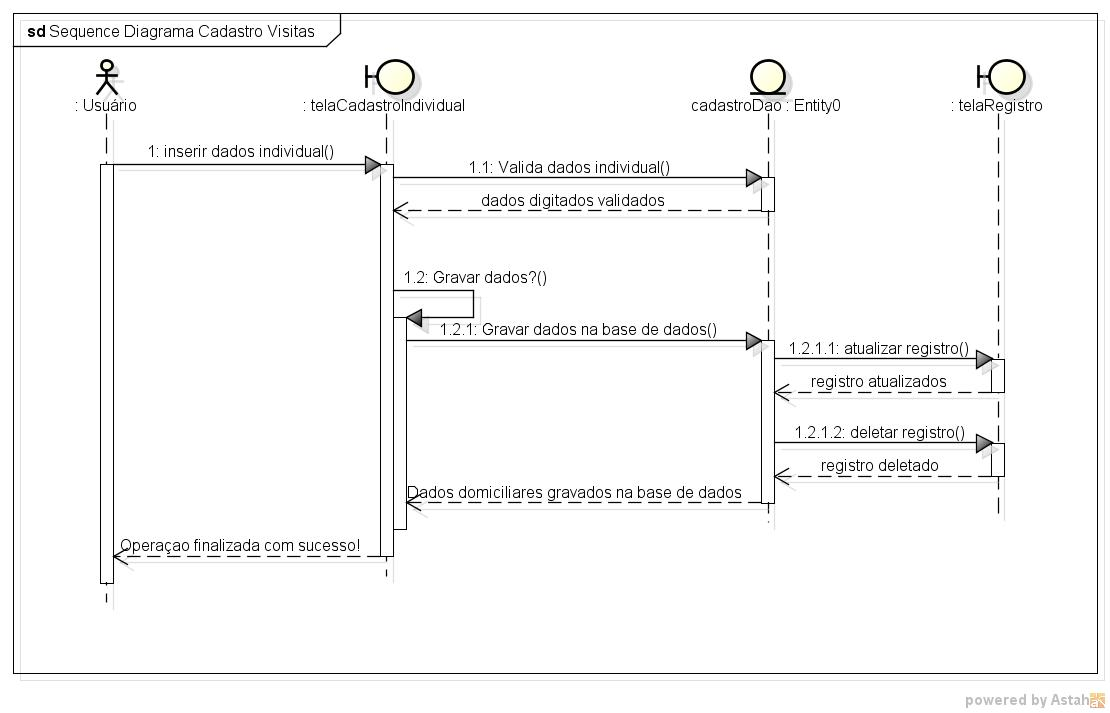 sd Sequence Diagrama Cadastro Visitas
: Usuário
: telaCadastroIndividual
cadastroDao : Entity0
: telaRegistro
1: inserir dados individual()
1.1: Valida dados individual()
dados digitados validados
1.2: Gravar dados?()
1.2.1: Gravar dados na base de dados()
1.2.1.1: atualizar registro()
registro atualizados
1.2.1.2: deletar registro()
registro deletado
Dados domiciliares gravados na base de dados
Operaçao finalizada com sucesso!
powered by Astah